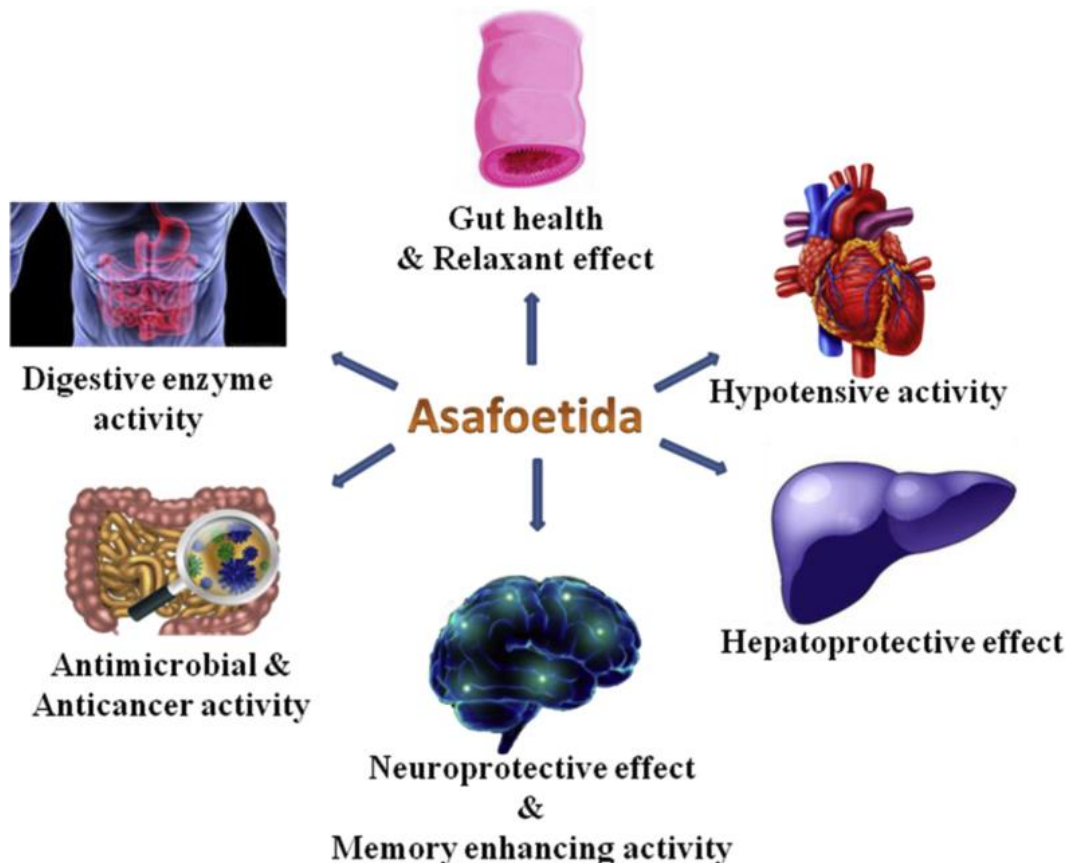 Gut health
& Relaxant effect
Digestive enzyme
activity
Hypotensive activity
Asafoetida
Antimicrobial &
Anticancer activity
Hepatoprotective effect
Neuroprotective effect
&
Memory enhancing activity